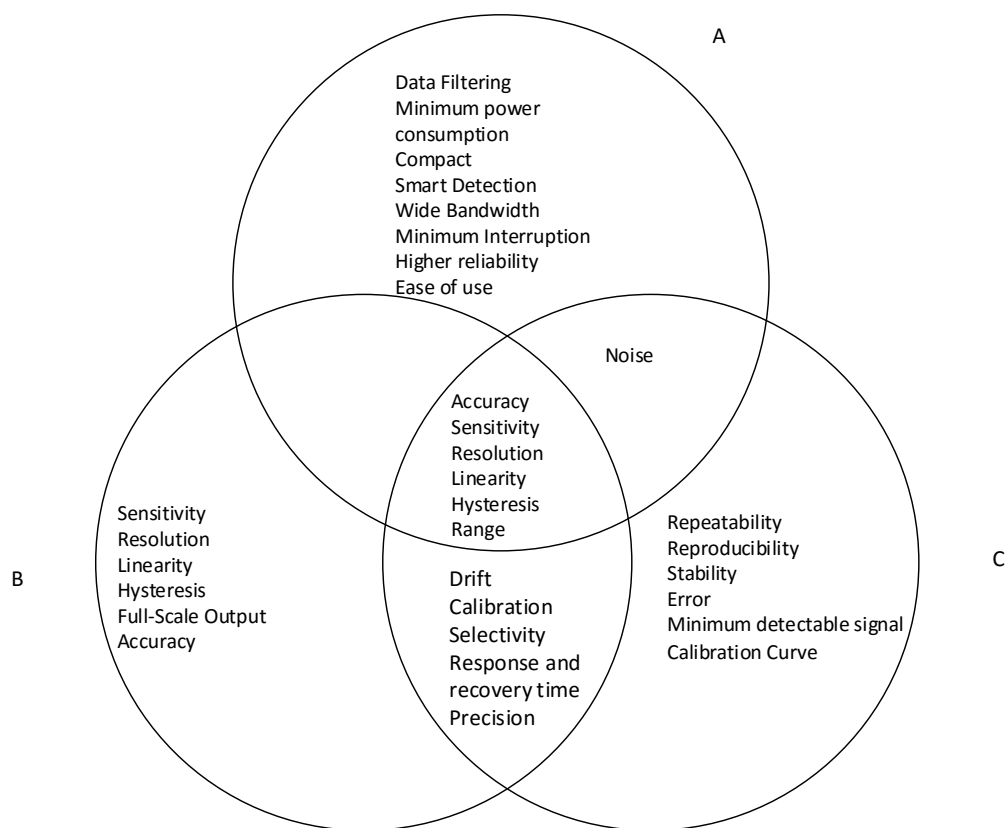 A
Data Filtering
Minimum power
consumption
Compact
Smart Detection
Wide Bandwidth
Minimum Interruption
Higher reliability
Ease of use
Noise
Accuracy
Sensitivity
Resolution
Linearity
Hysteresis
Range
B
Sensitivity
Resolution
Linearity
Hysteresis
Full-Scale Output
Accuracy
Drift
Calibration
Selectivity
Response and
recovery time
Precision
Repeatability
Reproducibility
Stability
Error
Minimum detectable signal
Calibration Curve
C